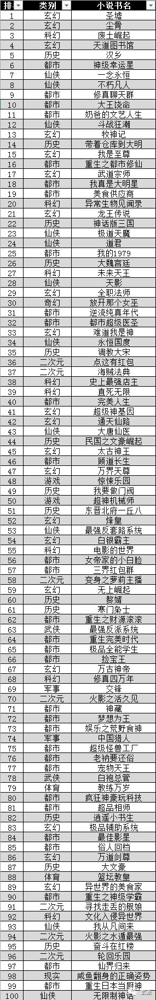 排名 类别 小说书名
1 玄幻 圣墟
2 玄幻 尘骨
3 科幻 废土崛起
4 玄幻 天道图书馆
5 历史 汉乡
6 都市 神级幸运星
7 仙侠 一念永恒
8 仙侠 不朽凡人
9 都市 修真聊天群
10 都市 大王饶命
11 都市 奶爸的文艺人生
12 仙侠 斗战狂潮
13 玄幻 牧神记
14 历史 带着仓库到大明
15 玄幻 我是至尊
16 都市 重生之都市修仙
17 玄幻 武道宗师
18 都市 我真是大明星
19 都市 美食供应商
20 科幻 异常生物见闻录
21 玄幻 龙王传说
22 历史 神话版三国
23 仙侠 极道天魔
24 仙侠 道君
25 都市 我的1979
26 历史 大魏宫廷
27 科幻 未来天王
28 仙侠 天影
29 玄幻 全职法师
30 奇幻 放开那个女巫
31 都市 逆流纯真年代
32 都市 都市超级医圣
33 玄幻 难道我是神
34 仙侠 永恒国度
35 历史 调教大宋
36 二次元 点这有红包
37 二次元 海贼法典
38 科幻 史上最强店主
39 科幻 直死无限
40 都市 完美人生
41 玄幻 超级神基因
42 玄幻 通天仙路
43 仙侠 大唐仙医
44 历史 民国之文豪崛起
45 玄幻 太古神王
46 都市 顾道长生
47 玄幻 万界天尊
48 游戏 惊悚乐园
49 历史 我要做门阀
50 游戏 超神机械师
51 历史 东晋北府一丘八
52 玄幻 烽皇
53 仙侠 最强反套路系统
54 玄幻 白银霸主
55 科幻 电影的世界
56 都市 女帝家的小白脸
57 都市 三界红包群
58 二次元 变身之萝莉主播
59 玄幻 无上崛起
60 历史 赘婿
61 历史 寒门枭士
62 都市 重生之财源滚滚
63 武侠 最强反派系统
64 都市 重生完美时代
65 都市 极品全能学生
66 都市 捡宝王
67 玄幻 万古神帝
68 科幻 修真四万年
69 军事 交锋
70 二次元 火影之活久见
71 都市 神藏
72 都市 梦想为王
73 都市 娱乐之荒野食神
74 军事 中国猎人
75 都市 超级怪兽工厂
76 都市 老衲要还俗
77 都市 宠物天王
78 武侠 白袍总管
79 体育 教练万岁
80 都市 疯狂神豪玩科技
81 都市 超品相师
82 历史 逍遥小书生
83 玄幻 极品辅助系统
84 都市 最佳影星
85 都市 俗人回档
86 玄幻 万道剑尊
87 历史 大文豪
88 体育 篮坛教皇
89 玄幻 异世界的美食家
90 都市 重生之神级学霸
91 二次元 寻找走丢的舰娘
92 科幻 文化入侵异世界
93 仙侠 我从凡间来
94 二次元 火影之水遁最强
95 历史 奋斗在红楼
96 二次元 轮回乐园
97 都市 仙界归来
98 现实 咸鱼翻身的正确姿势
99 都市 重生日本当厨神
100 仙侠 无限制神话